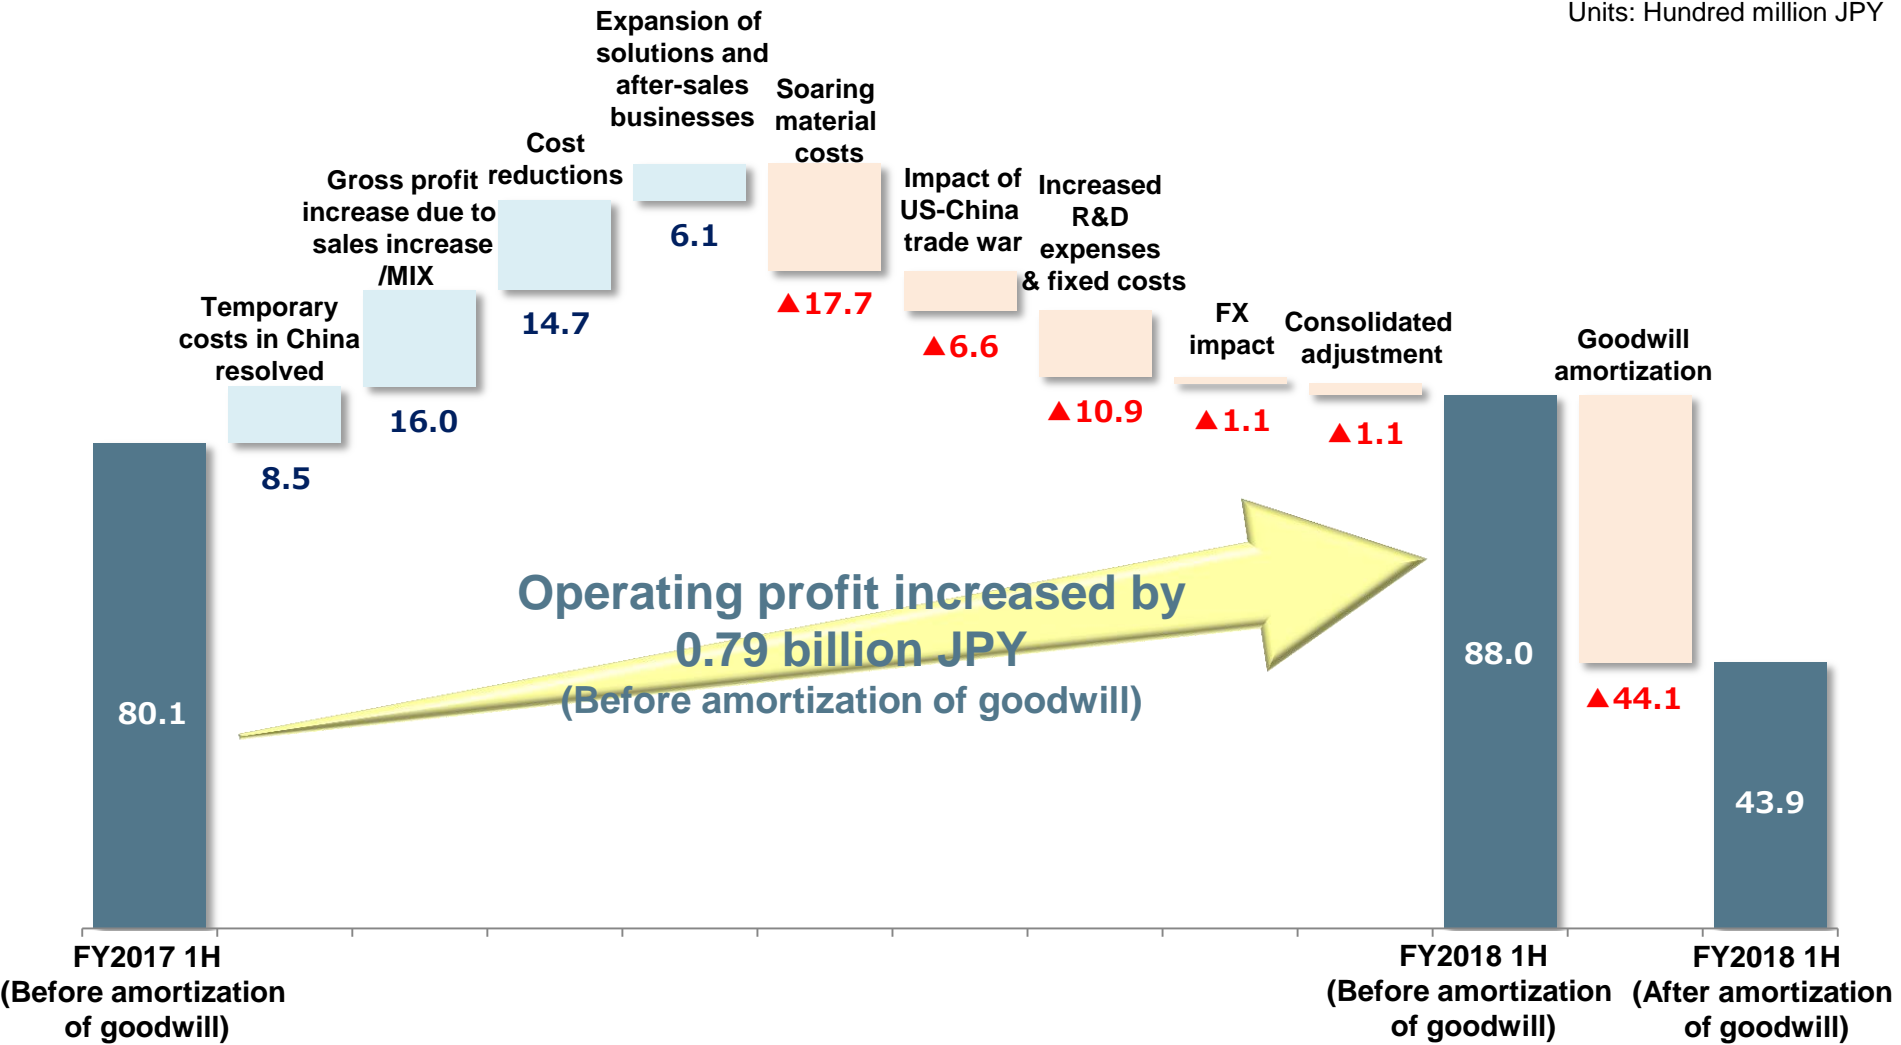 Units: Hundred million JPY
Expansion of
solutions and
after-sales
businesses
Soaring
material
costs
Cost
reductions
Gross profit
increase due to
sales increase
/MIX
Temporary
costs in China
resolved
Impact of
US-China
trade war
Increased
R&D
expenses
& fixed costs
FX
impact
Consolidated
adjustment
Goodwill
amortization
8.5
16.0
14.7
6.1
▲17.7
▲6.6
▲10.9
▲1.1
▲1.1
▲44.1
Operating profit increased by
0.79 billion JPY
(Before amortization of goodwill)
80.1
88.0
43.9
FY2017 1H
(Before amortization
of goodwill)
FY2018 1H
(Before amortization
of goodwill)
FY2018 1H
(After amortization
of goodwill)